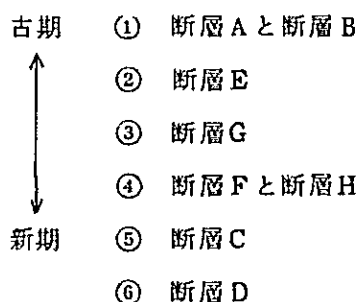 古期 ① 断層Aと断層B
② 断層E
③ 断層G
④ 断層Fと断層H
新期 ⑤ 断層C
⑥ 断層D